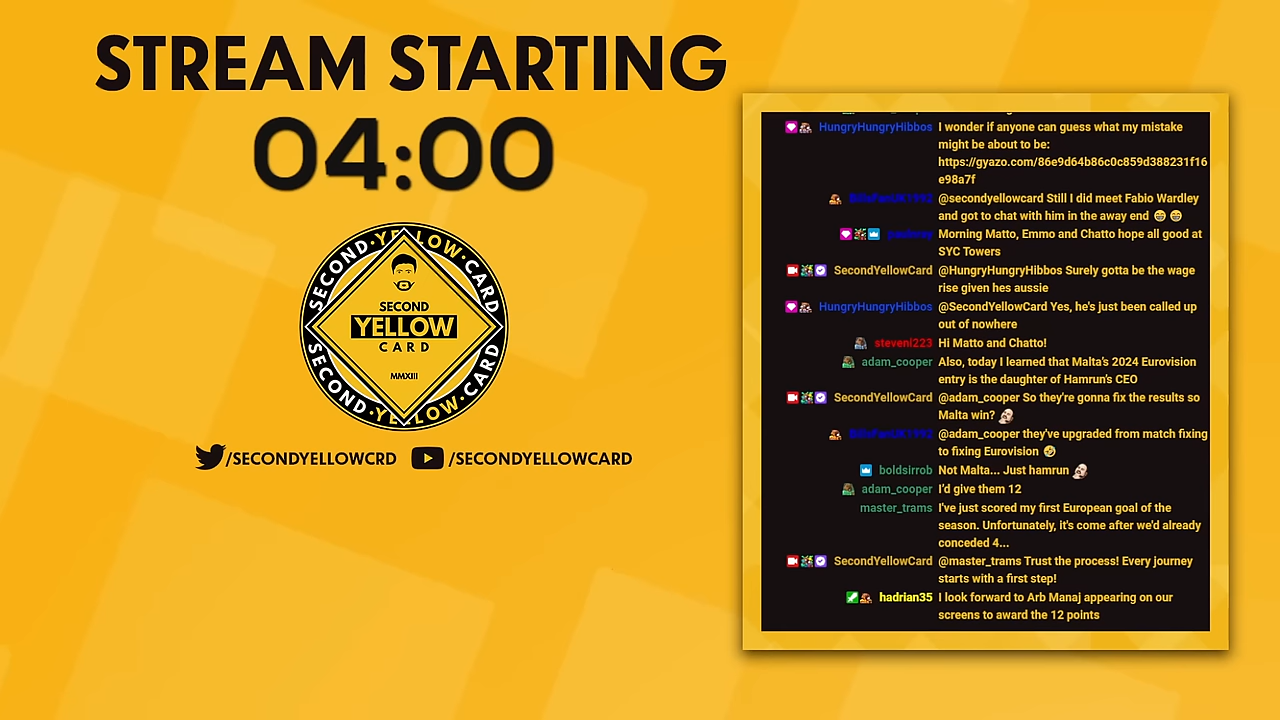 STREAM STARTING
04:00
SECOND·YELLOW·CARD
SECOND
YELLOW
CARD
MMXIII
SECOND·YELLOW·CARD
/SECONDYELLOWCRD /SECONDYELLOWCARD
HungryHungryHibbos I wonder if anyone can guess what my mistake
might be about to be:
https://gyazo.com/86e9d64b86c0c859d388231f16
e98a7f
@secondyellowcard Still I did meet Fabio Wardley
and got to chat with him in the away end 😁 😁
Morning Matto, Emmo and Chatto hope all good at
SYC Towers
SecondYellowCard @HungryHungryHibbos Surely gotta be the wage
rise given hes aussie
HungryHungryHibbos @SecondYellowCard Yes, he's just been called up
out of nowhere
steveni223 Hi Matto and Chatto!
adam_cooper Also, today I learned that Malta's 2024 Eurovision
entry is the daughter of Hamrun's CEO
SecondYellowCard @adam_cooper So they're gonna fix the results so
Malta win?
@adam_cooper they've upgraded from match fixing
to fixing Eurovision 🤣
boldsirrob Not Malta... Just hamrun
adam_cooper I'd give them 12
master_trams I've just scored my first European goal of the
season. Unfortunately, it's come after we'd already
conceded 4...
SecondYellowCard @master_trams Trust the process! Every journey
starts with a first step!
hadrian35 I look forward to Arb Manaj appearing on our
screens to award the 12 points